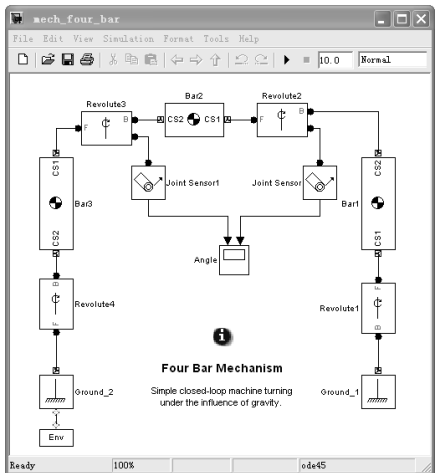 mech_four_bar
File Edit View Simulation Format Tools Help
10.0 Normal
Bar2
Revolute3
Revolute2
B
CS2 CS1
B
F
F
CS1
CS1
CS2
Joint Sensor1
Joint Sensor
Bar3
Bar1
CS2
CS1
Angle
B
F
Revolute4
Revolute1
F
B
i
Four Bar Mechanism
Ground_2
Simple closed-loop machine turning
under the influence of gravity.
Ground_1
Env
Ready 100% ode45